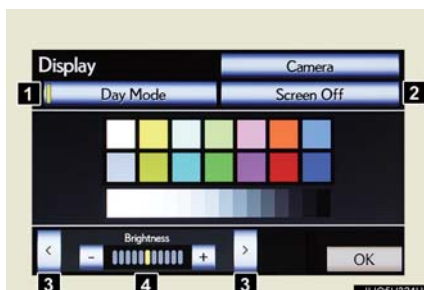 Display
Camera
1
Day Mode
Screen Off
2
Brightness
<
-
+
>
OK
3
4
3